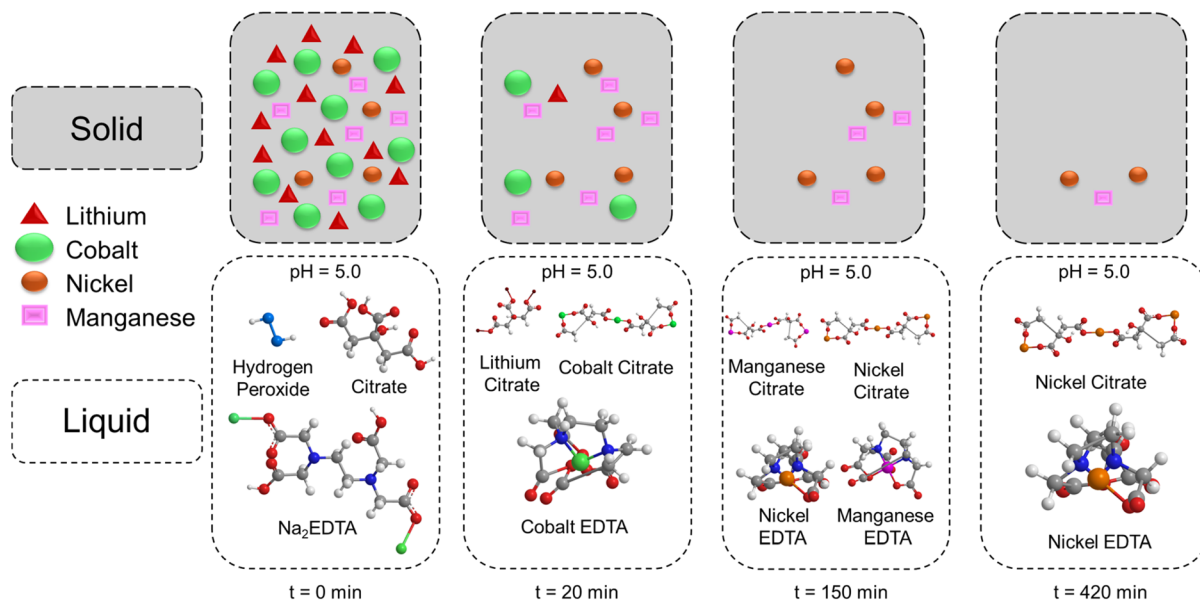 Solid
Lithium
Cobalt
Nickel
Manganese
Liquid
pH = 5.0
Hydrogen
Peroxide
Citrate
Na₂EDTA
t = 0 min
pH = 5.0
Lithium
Citrate
Cobalt Citrate
Cobalt EDTA
t = 20 min
pH = 5.0
Manganese
Citrate
Nickel
Citrate
Nickel
EDTA
Manganese
EDTA
t = 150 min
pH = 5.0
Nickel Citrate
Nickel EDTA
t = 420 min